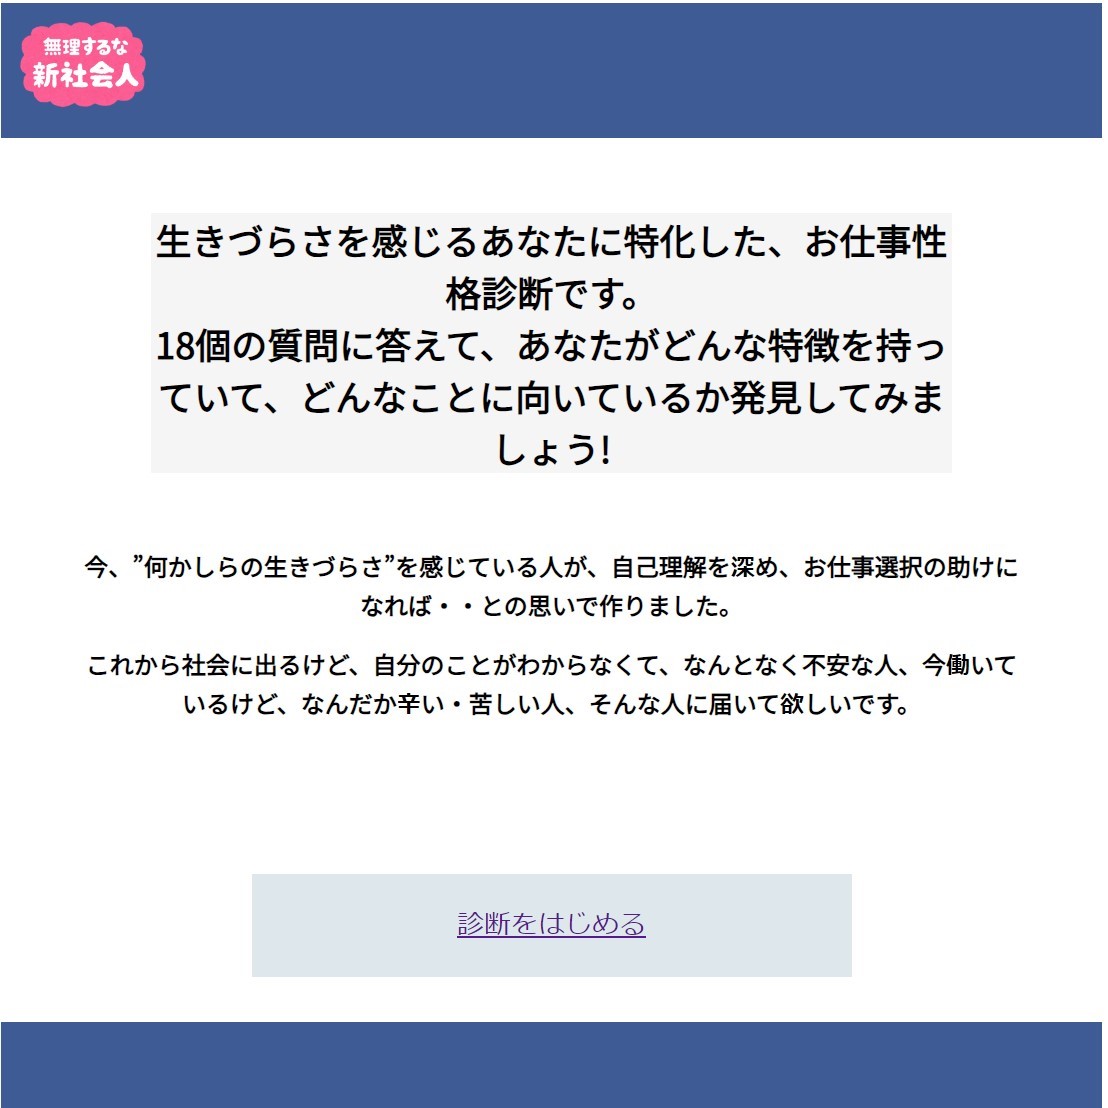 無理するな
新社会人
生きづらさを感じるあなたに特化した、お仕事性
格診断です。
18個の質問に答えて、あなたがどんな特徴を持っ
ていて、どんなことに向いているか発見してみま
しょう!
今、”何かしらの生きづらさ”を感じている人が、自己理解を深め、お仕事選択の助けに
なれば・・との思いで作りました。
これから社会に出るけど、自分のことがわからなくて、なんとなく不安な人、今働いて
いるけど、なんだか辛い・苦しい人、そんな人に届いて欲しいです。
診断をはじめる